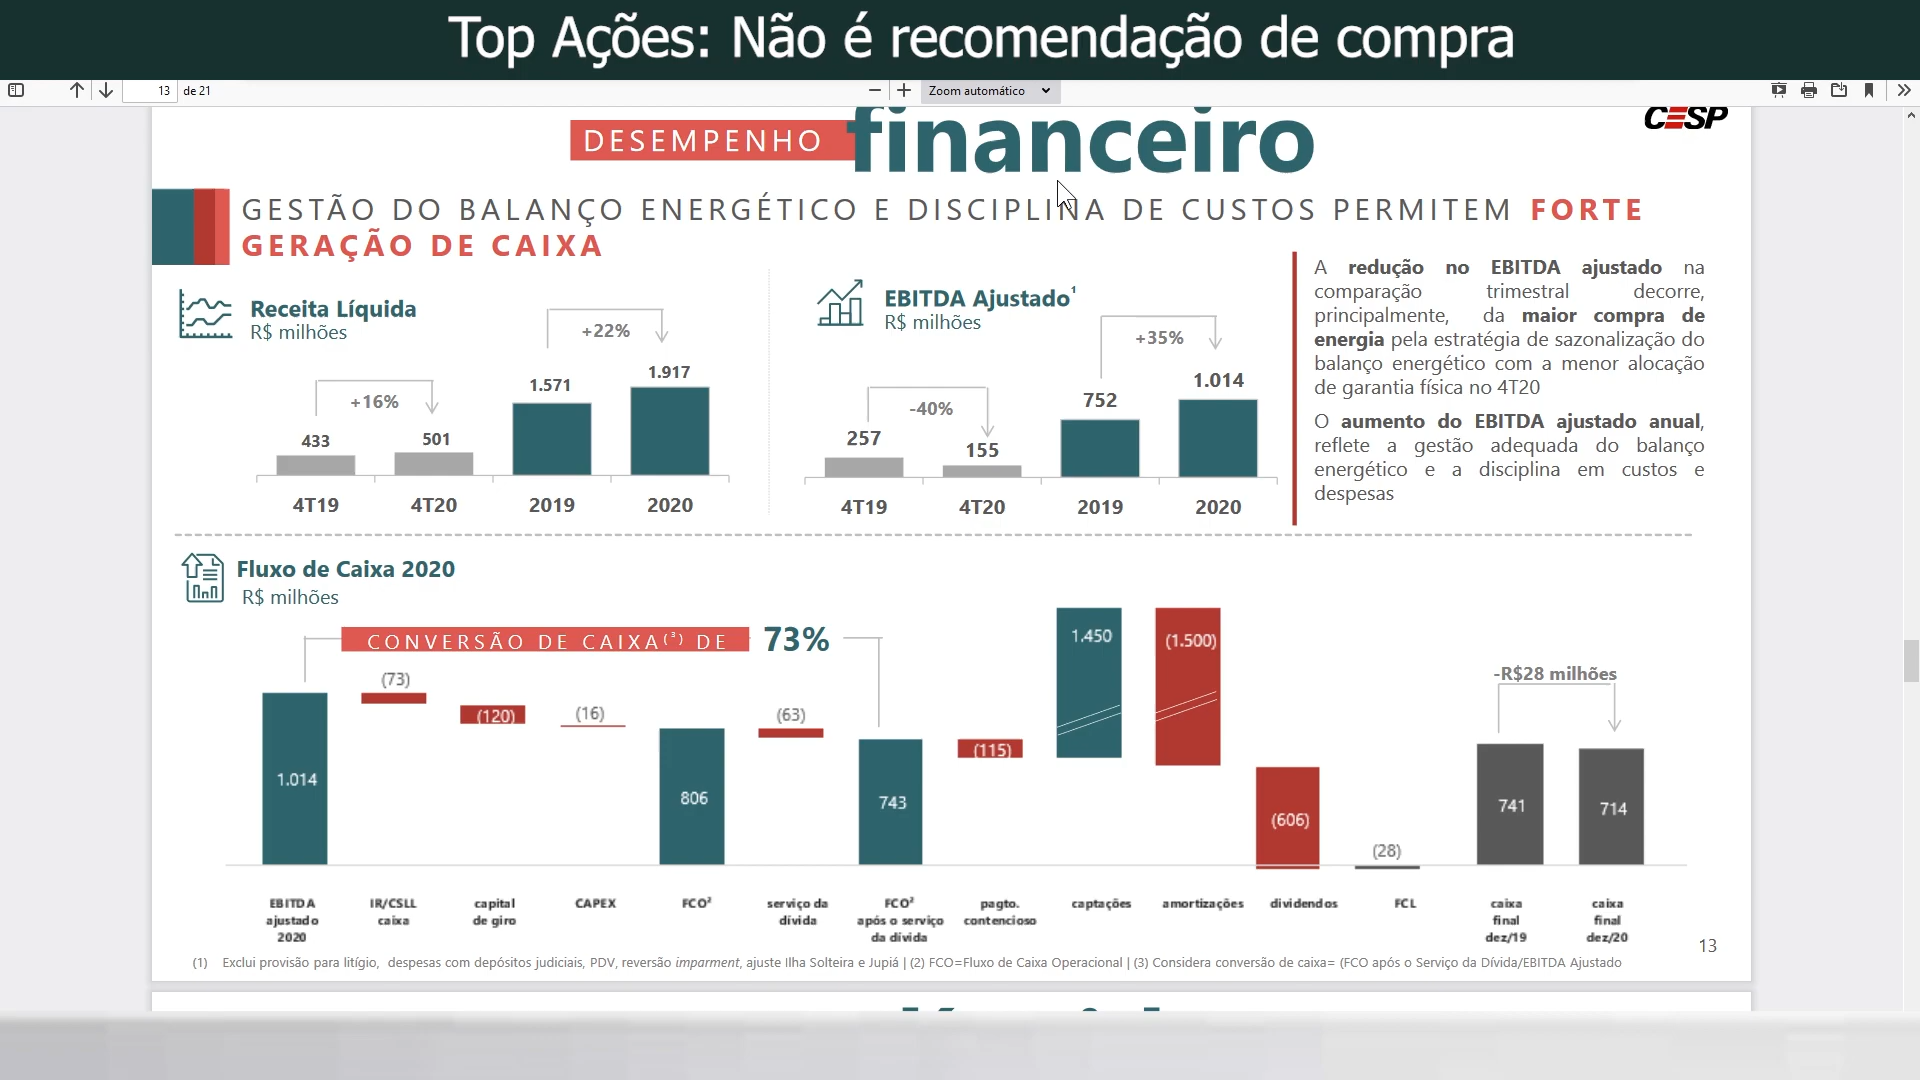 Top Ações: Não é recomendação de compra
13 de 21
Zoom automático
DESEMPENHO financeiro
CESP
GESTÃO DO BALANÇO ENERGÉTICO E DISCIPLINA DE CUSTOS PERMITEM FORTE
GERAÇÃO DE CAIXA
Receita Líquida
R$ milhões
+16%
+22%
433
501
1.571
1.917
4T19
4T20
2019
2020
EBITDA Ajustado¹
R$ milhões
-40%
+35%
257
155
752
1.014
4T19
4T20
2019
2020
A redução no EBITDA ajustado na
comparação trimestral decorre,
principalmente, da maior compra de
energia pela estratégia de sazonalização do
balanço energético com a menor alocação
de garantia física no 4T20
O aumento do EBITDA ajustado anual,
reflete a gestão adequada do balanço
energético e a disciplina em custos e
despesas
Fluxo de Caixa 2020
R$ milhões
CONVERSÃO DE CAIXA(³) DE 73%
-R$28 milhões
1.014
(73)
(120)
(16)
806
(63)
743
(115)
1.450
(1.500)
(606)
(28)
741
714
EBITDA
ajustado
2020
IR/CSLL
caixa
capital
de giro
CAPEX
FCO²
serviço da
dívida
FCO²
após o serviço
da dívida
pagto.
contencioso
captações
amortizações
dividendos
FCL
caixa
final
dez/19
caixa
final
dez/20
13
(1) Exclui provisão para litígio, despesas com depósitos judiciais, PDV, reversão imparment, ajuste Ilha Solteira e Jupiá | (2) FCO=Fluxo de Caixa Operacional | (3) Considera conversão de caixa= (FCO após o Serviço da Dívida/EBITDA Ajustado